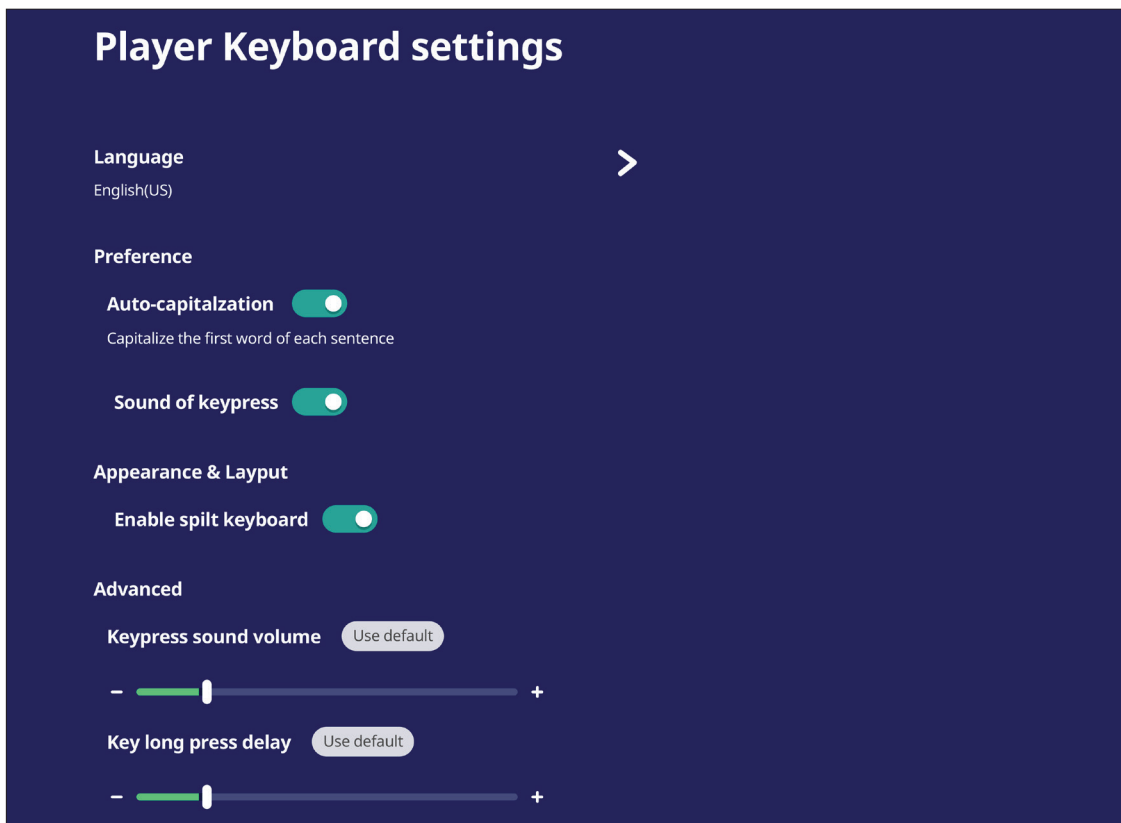 Player Keyboard settings
Language
English(US)
Preference
Auto-capitalzation
Capitalize the first word of each sentence
Sound of keypress
Appearance & Layput
Enable spilt keyboard
Advanced
Keypress sound volume Use default
- +
Key long press delay Use default
- +